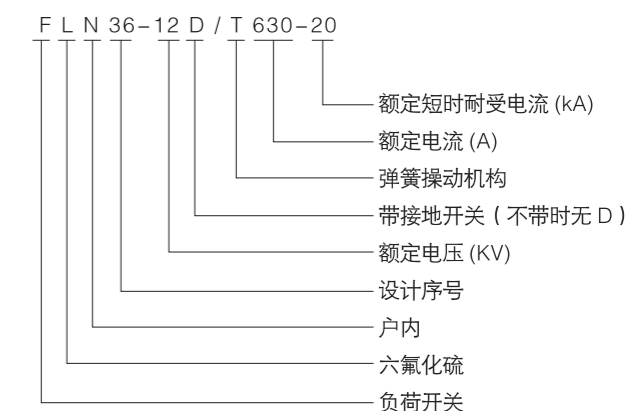 F L N 36-12 D / T 630-20
额定短时耐受电流 (kA)
额定电流 (A)
弹簧操动机构
带接地开关（不带时无 D）
额定电压 (KV)
设计序号
户内
六氟化硫
负荷开关